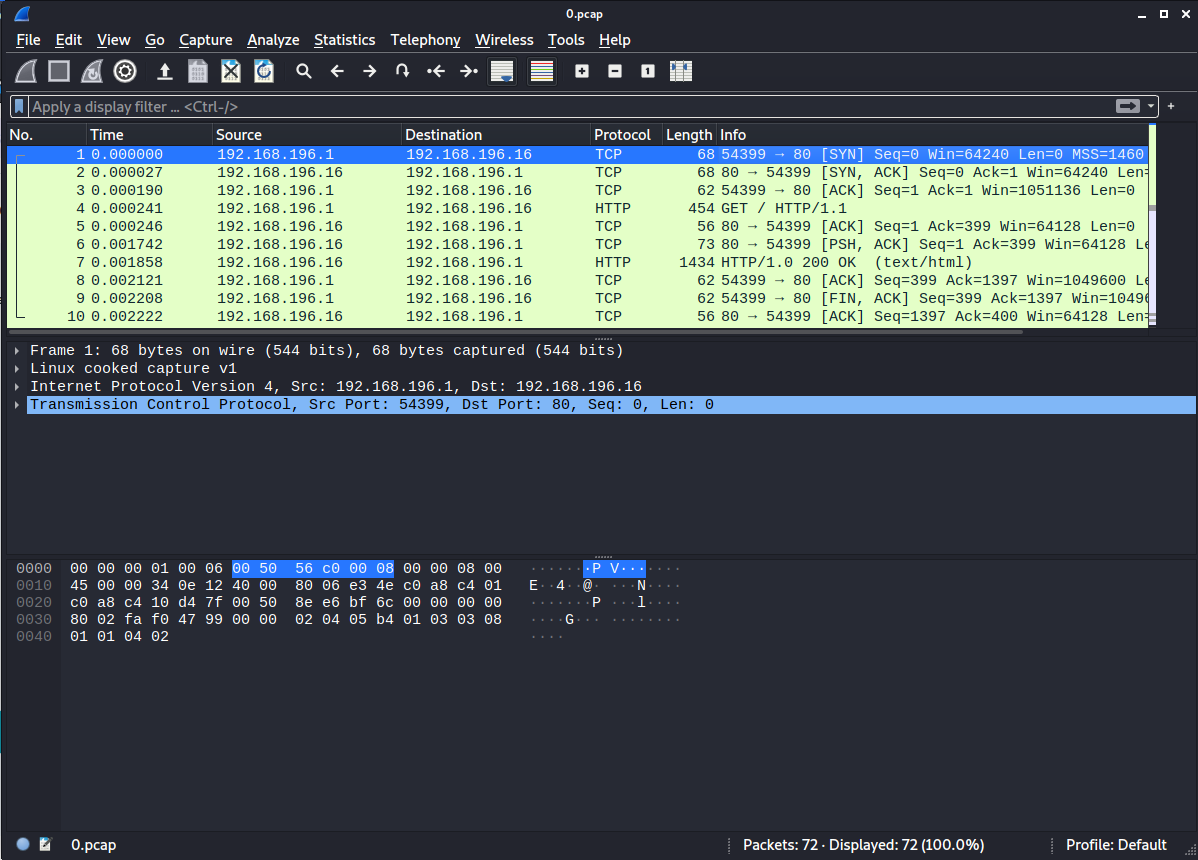 0.pcap
File Edit View Go Capture Analyze Statistics Telephony Wireless Tools Help
Apply a display filter ... <Ctrl-/>
No. Time Source Destination Protocol Length Info
1 0.000000 192.168.196.1 192.168.196.16 TCP 68 54399 → 80 [SYN] Seq=0 Win=64240 Len=0 MSS=1460
2 0.000027 192.168.196.16 192.168.196.1 TCP 68 80 → 54399 [SYN, ACK] Seq=0 Ack=1 Win=64240 Len=
3 0.000190 192.168.196.1 192.168.196.16 TCP 62 54399 → 80 [ACK] Seq=1 Ack=1 Win=1051136 Len=0
4 0.000241 192.168.196.1 192.168.196.16 HTTP 454 GET / HTTP/1.1
5 0.000246 192.168.196.16 192.168.196.1 TCP 56 80 → 54399 [ACK] Seq=1 Ack=399 Win=64128 Len=0
6 0.001742 192.168.196.16 192.168.196.1 TCP 73 80 → 54399 [PSH, ACK] Seq=1 Ack=399 Win=64128 Le
7 0.001858 192.168.196.16 192.168.196.1 HTTP 1434 HTTP/1.0 200 OK (text/html)
8 0.002121 192.168.196.1 192.168.196.16 TCP 62 54399 → 80 [ACK] Seq=399 Ack=1397 Win=1049600 Le
9 0.002208 192.168.196.1 192.168.196.16 TCP 62 54399 → 80 [FIN, ACK] Seq=399 Ack=1397 Win=10496
10 0.002222 192.168.196.16 192.168.196.1 TCP 56 80 → 54399 [ACK] Seq=1397 Ack=400 Win=64128 Len=
Frame 1: 68 bytes on wire (544 bits), 68 bytes captured (544 bits)
Linux cooked capture v1
Internet Protocol Version 4, Src: 192.168.196.1, Dst: 192.168.196.16
Transmission Control Protocol, Src Port: 54399, Dst Port: 80, Seq: 0, Len: 0
0000 00 00 00 01 00 06 00 50 56 c0 00 08 00 00 08 00 ·······P V·······
0010 45 00 00 34 0e 12 40 00 80 06 e3 4e c0 a8 c4 01 E··4··@· ···N····
0020 c0 a8 c4 10 d4 7f 00 50 8e e6 bf 6c 00 00 00 00 ·······P ···l····
0030 80 02 fa f0 47 99 00 00 02 04 05 b4 01 03 03 08 ····G··· ········
0040 01 01 04 02 ····
0.pcap Packets: 72 · Displayed: 72 (100.0%) Profile: Default